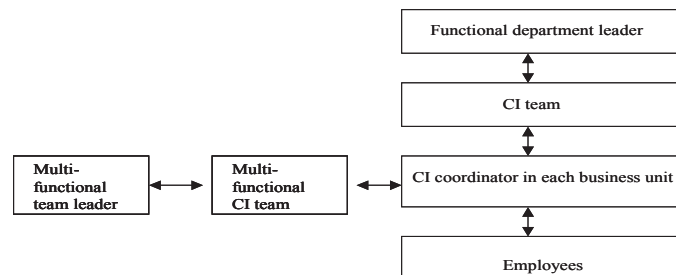 Functional department leader
CI team
Multi-
functional
team leader
Multi-
functional
CI team
CI coordinator in each business unit
Employees